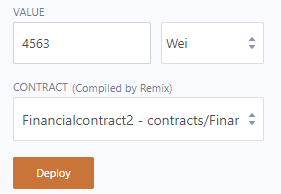 VALUE
4563 Wei
CONTRACT (Compiled by Remix)
Financialcontract2 - contracts/Finar
Deploy